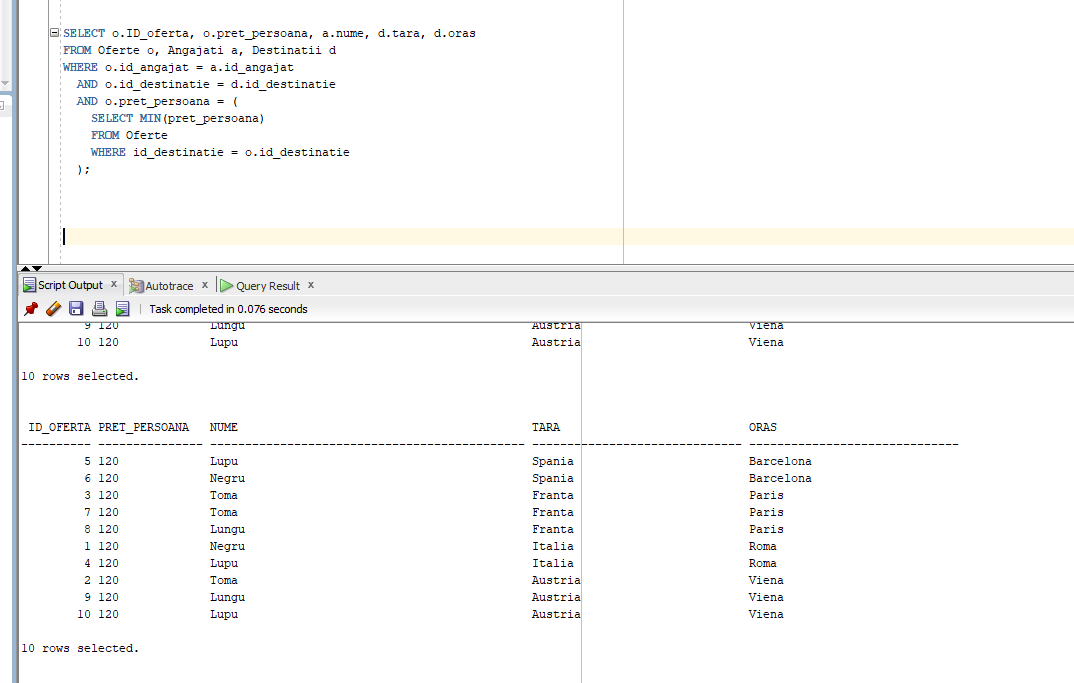 SELECT o.ID_oferta, o.pret_persoana, a.nume, d.tara, d.oras
FROM Oferte o, Angajati a, Destinatii d
WHERE o.id_angajat = a.id_angajat
AND o.id_destinatie = d.id_destinatie
AND o.pret_persoana = (
SELECT MIN(pret_persoana)
FROM Oferte
WHERE id_destinatie = o.id_destinatie
);
Script Output x Autotrace x Query Result x
Task completed in 0.076 seconds
9 120 Lungu Austria Viena
10 120 Lupu Austria Viena
10 rows selected.
ID_OFERTA PRET_PERSOANA NUME TARA ORAS
---------- --------------- --------------------------------------------- ------------------------------ ------------------------------
5 120 Lupu Spania Barcelona
6 120 Negru Spania Barcelona
3 120 Toma Franta Paris
7 120 Toma Franta Paris
8 120 Lungu Franta Paris
1 120 Negru Italia Roma
4 120 Lupu Italia Roma
2 120 Toma Austria Viena
9 120 Lungu Austria Viena
10 120 Lupu Austria Viena
10 rows selected.